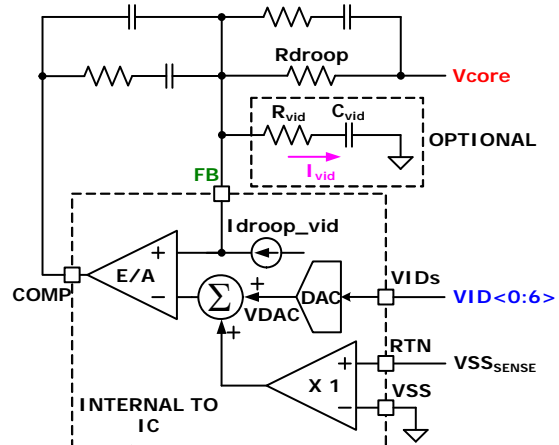 Rdroop
Vcore
Rvid
Cvid
OPTIONAL
Ivid
FB
Idroop_vid
+
E/A
−
COMP
Σ
+
+
VDAC
DAC
VIDs
VID<0:6>
RTN
+
VSSSENSE
X 1
VSS
−
INTERNAL TO
IC